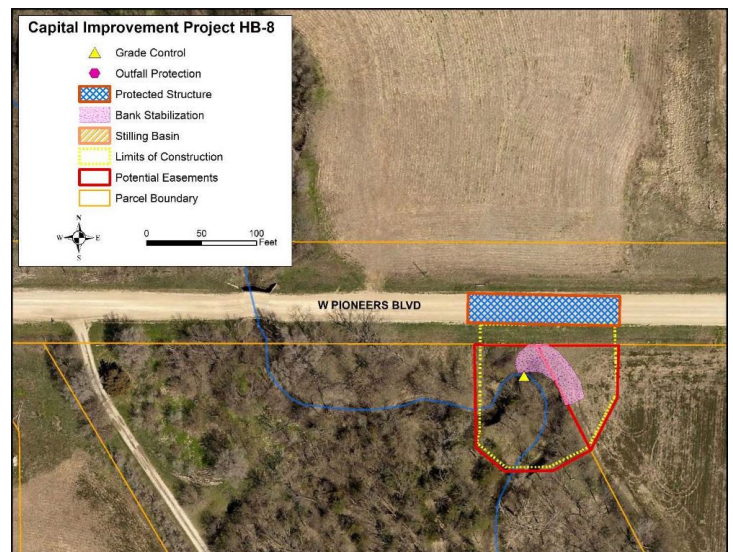 Capital Improvement Project HB-8
Grade Control
Outfall Protection
Protected Structure
Bank Stabilization
Stilling Basin
Limits of Construction
Potential Easements
Parcel Boundary
N
W E
S
0 50 100
Feet
W PIONEERS BLVD